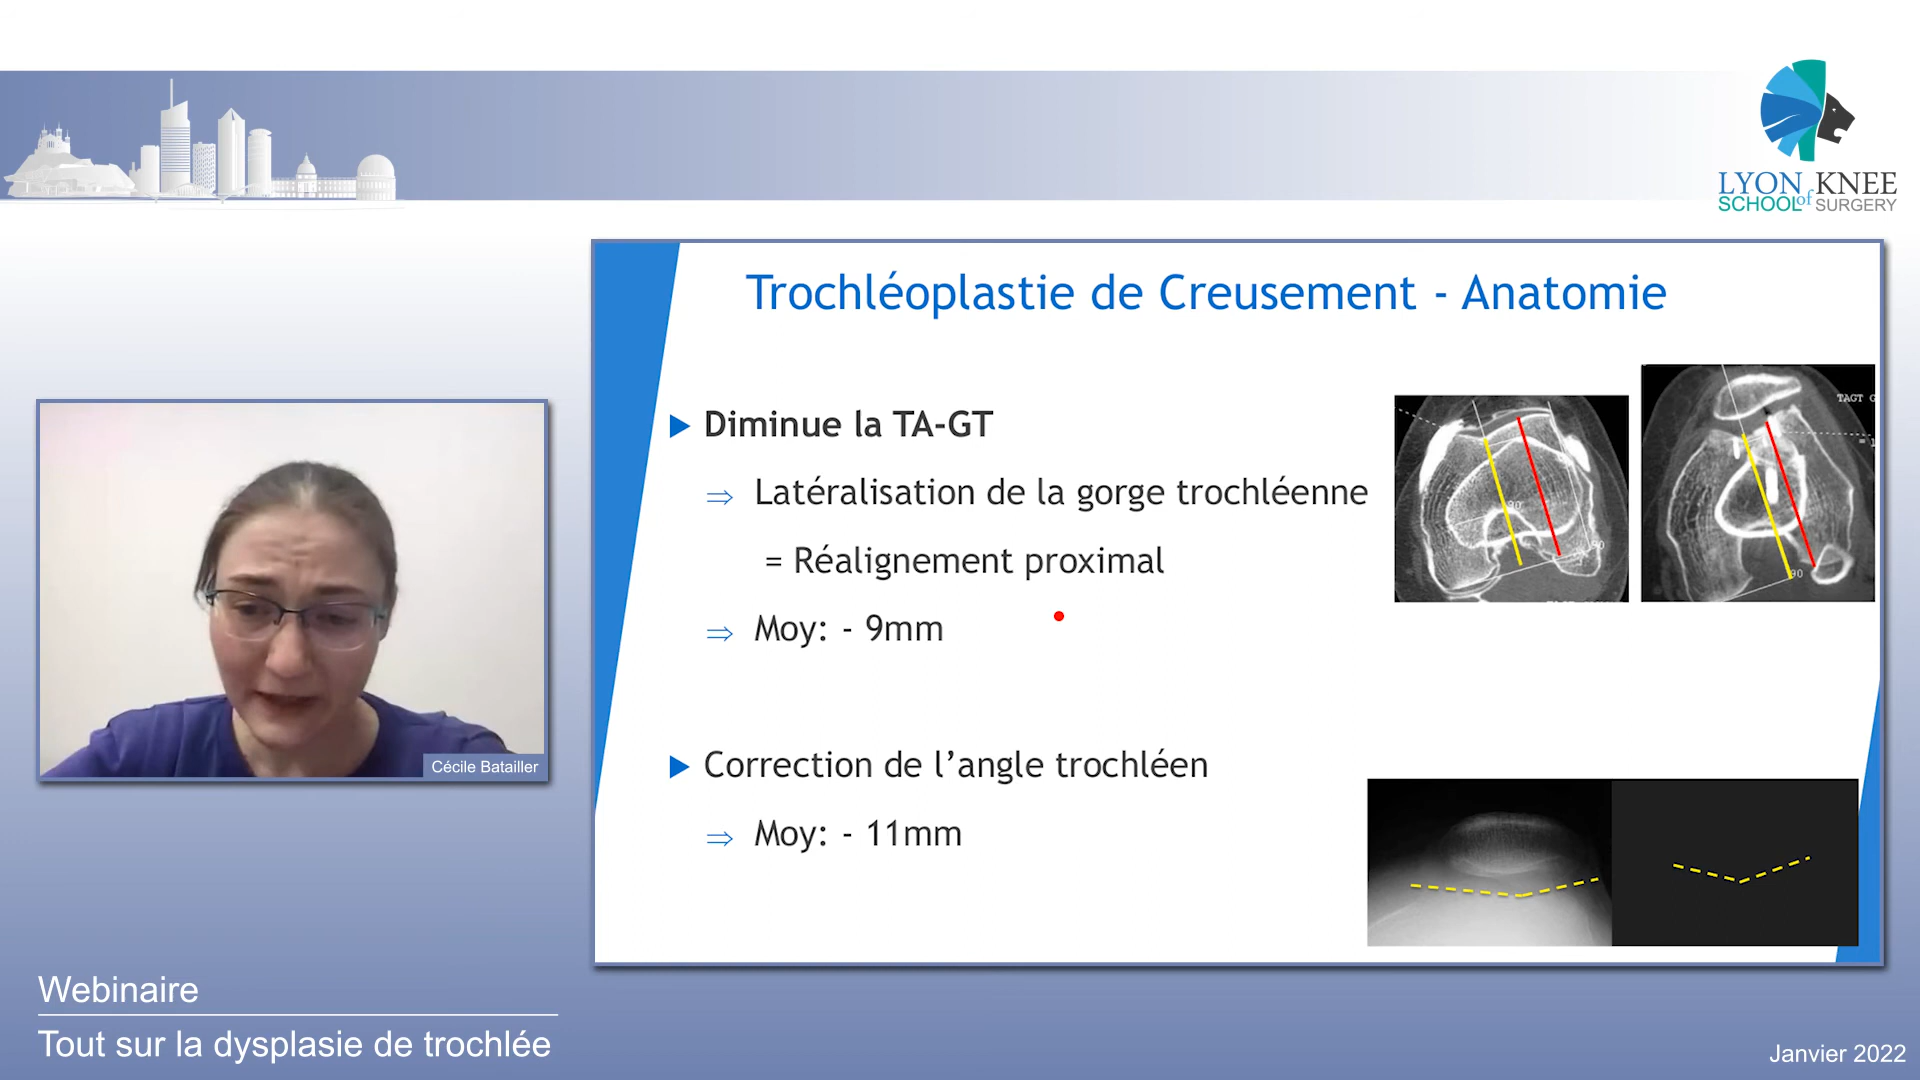 LYON KNEE
SCHOOL of SURGERY
Trochléoplastie de Creusement - Anatomie
Diminue la TA-GT
⇒ Latéralisation de la gorge trochléenne
= Réalignement proximal
⇒ Moy: - 9mm
Correction de l’angle trochléen
⇒ Moy: - 11mm
TAGT G
90
Cécile Batailler
Webinaire
Tout sur la dysplasie de trochlée
Janvier 2022